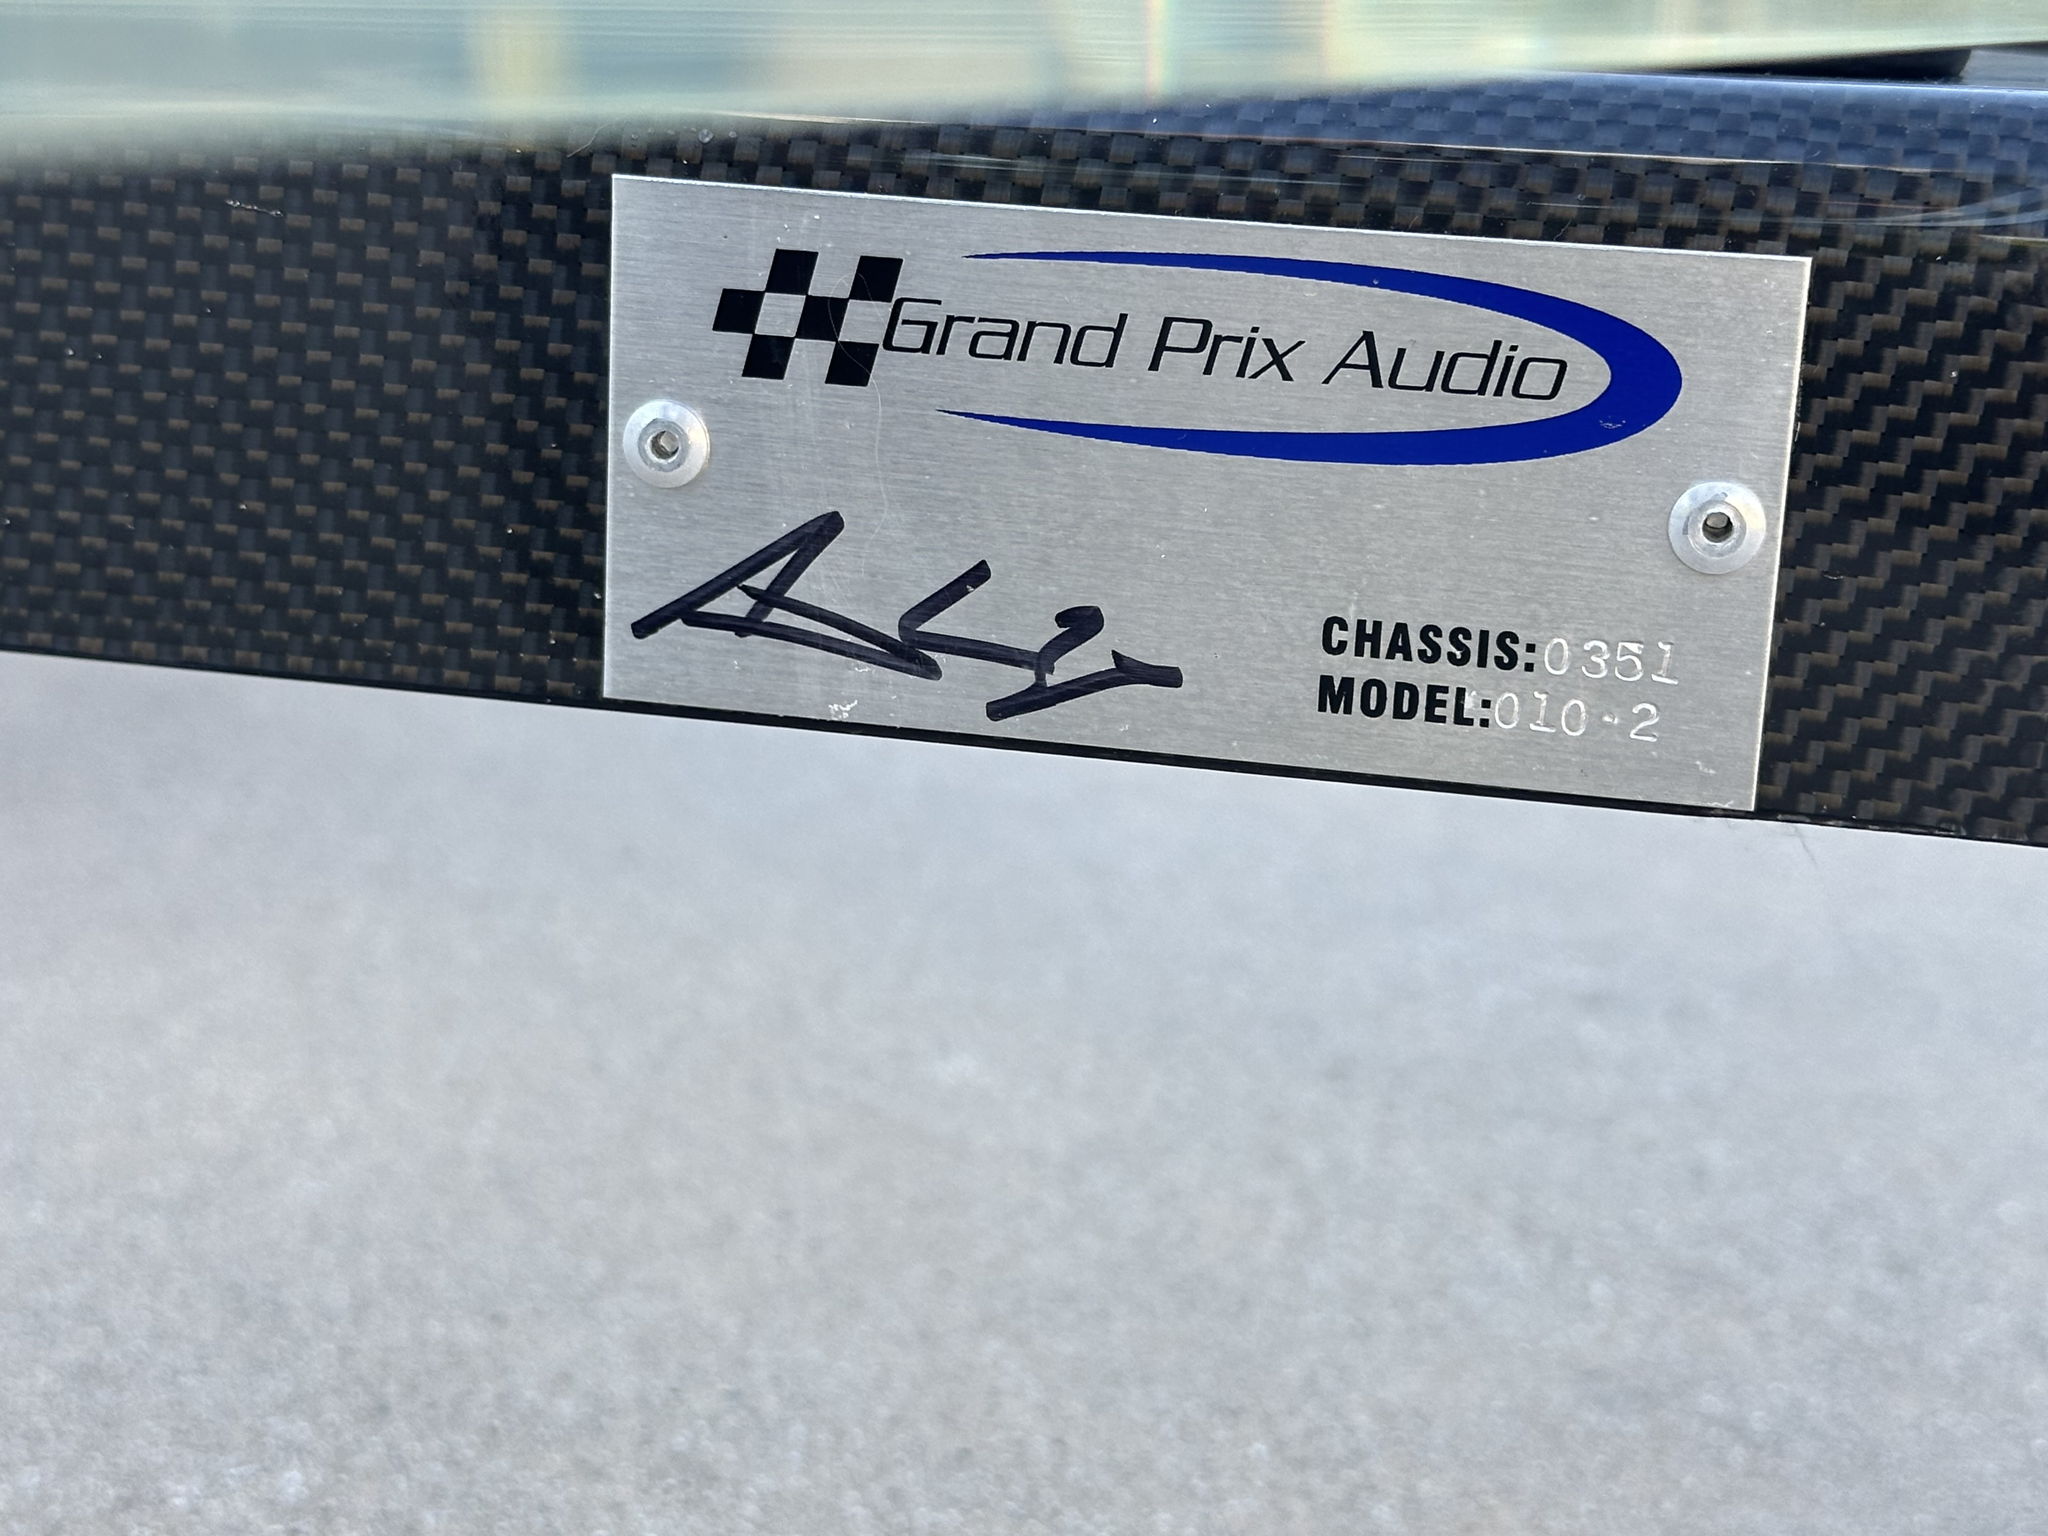 Grand Prix Audio
CHASSIS:0351
MODEL:010-2